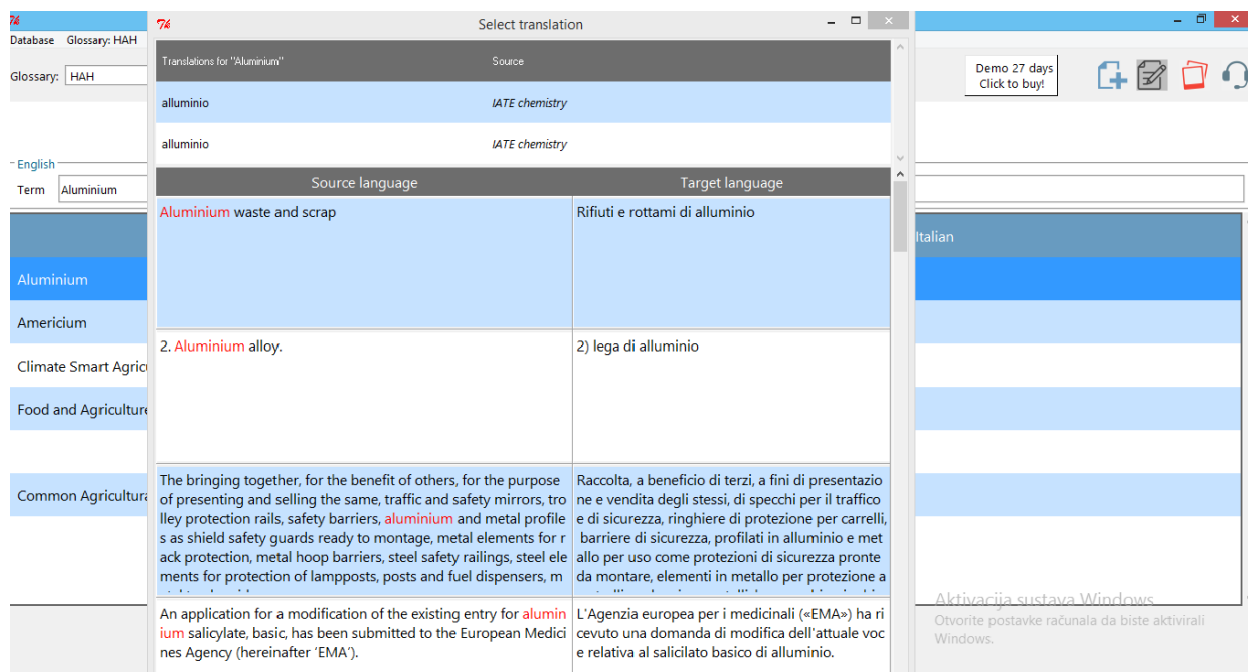 Select translation
Database Glossary: HAH
Glossary: HAH
Demo 27 days
Click to buy!
Translations for "Aluminium" Source
alluminio IATE chemistry
alluminio IATE chemistry
English
Term Aluminium
Source language Target language
Italian
Aluminium
Americium
Climate Smart
Food and Agriculture
Common
Aluminium waste and scrap
Rifiuti e rottami di alluminio
2. Aluminium alloy.
2) lega di alluminio
The bringing together, for the benefit of others, for the purpose
of presenting and selling the same, traffic and safety mirrors, tro
lley protection rails, safety barriers, aluminium and metal profile
s as shield safety guards ready to montage, metal elements for r
ack protection, metal hoop barriers, steel safety railings, steel ele
ments for protection of lampposts, posts and fuel dispensers, m
Raccolta, a beneficio di terzi, a fini di presentazio
ne e vendita degli stessi, di specchi per il traffico
e di sicurezza, ringhiere di protezione per carrelli,
barriere di sicurezza, profilati in alluminio e met
allo per uso come protezioni di sicurezza pronte
da montare, elementi in metallo per protezione a
An application for a modification of the existing entry for alumin
ium salicylate, basic, has been submitted to the European Medici
nes Agency (hereinafter ‘EMA’).
L'Agenzia europea per i medicinali («EMA») ha ri
cevuto una domanda di modifica dell'attuale voc
e relativa al salicilato basico di alluminio.
Aktivacija sustava Windows
Otvorite postavke računala da biste aktivirali
Windows.